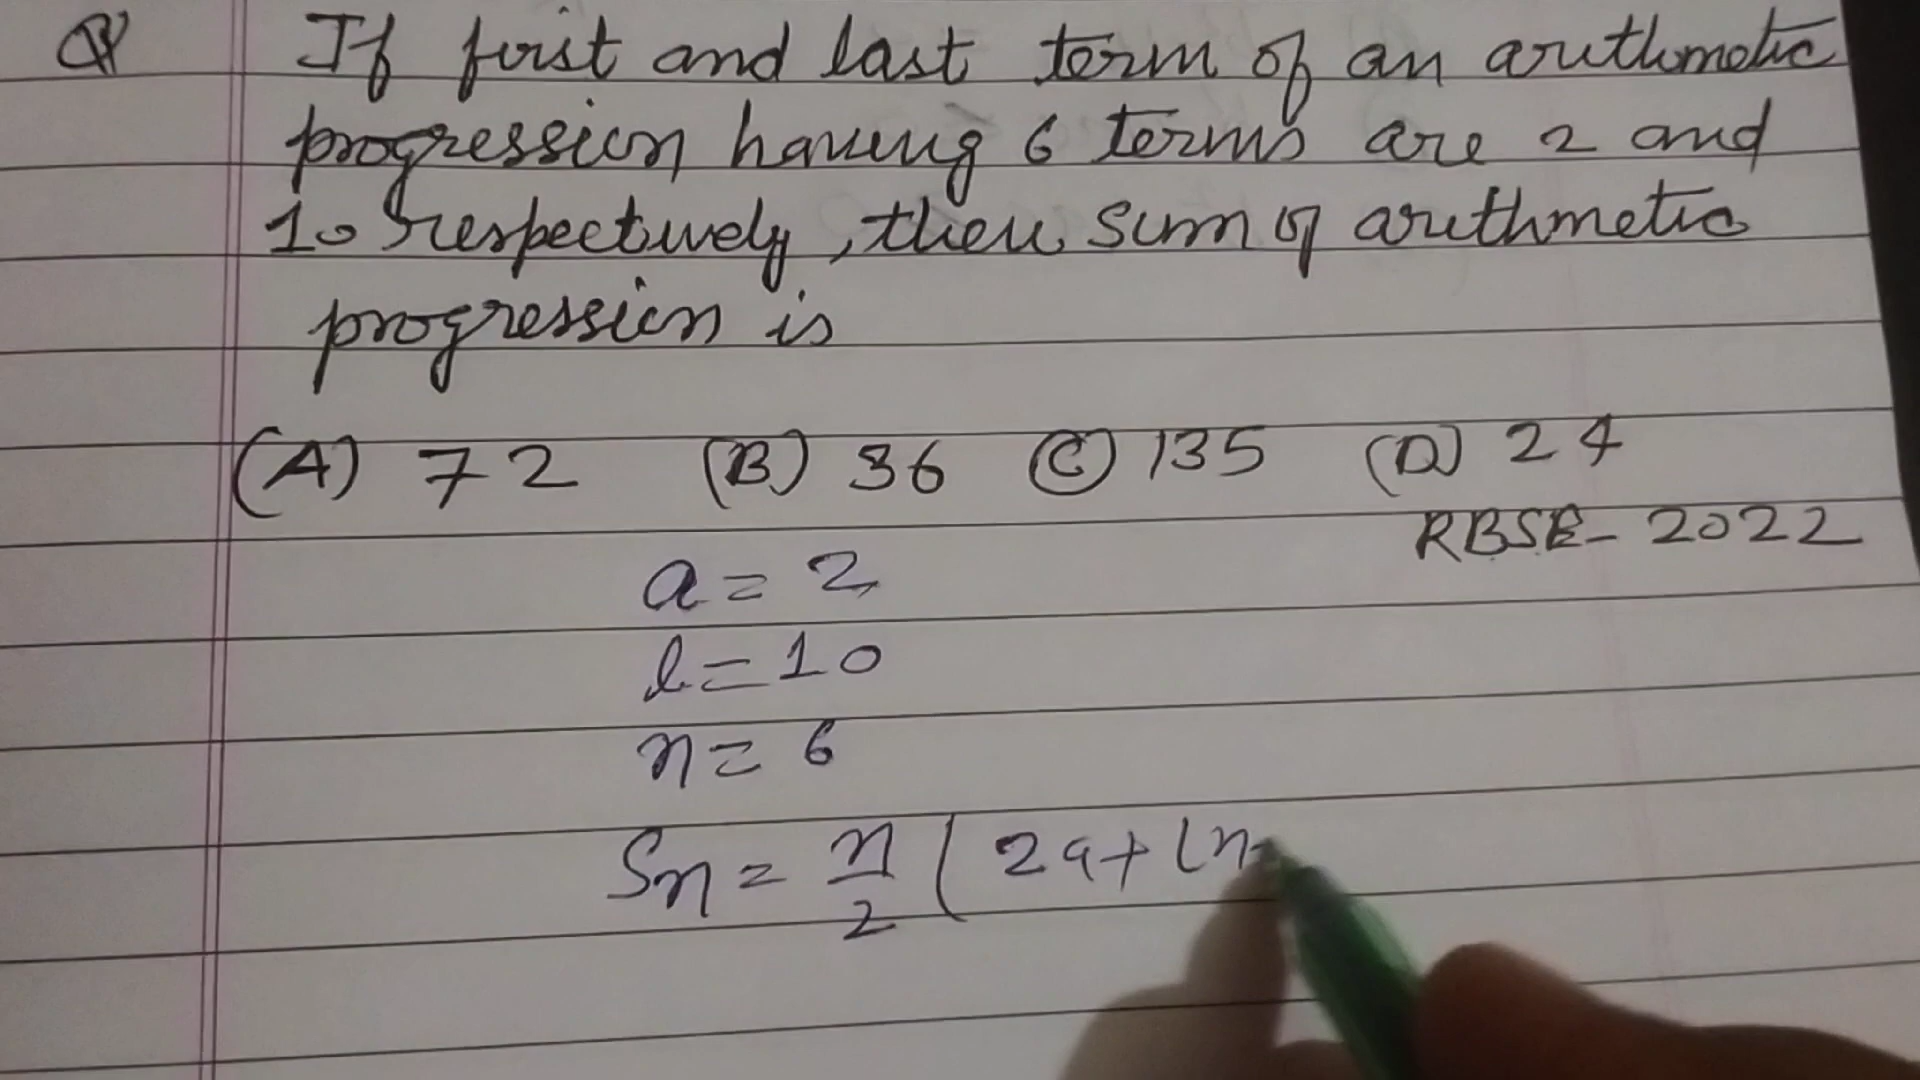 Q If first and last term of an arithmetic
progression having 6 terms are 2 and
10 respectively, then sum of arithmetic
progression is
(A) 72 (B) 36 (C) 135 (D) 24
RBSE-2022
a = 2
l = 10
n = 6
Sn = n/2 ( 2a + (n-